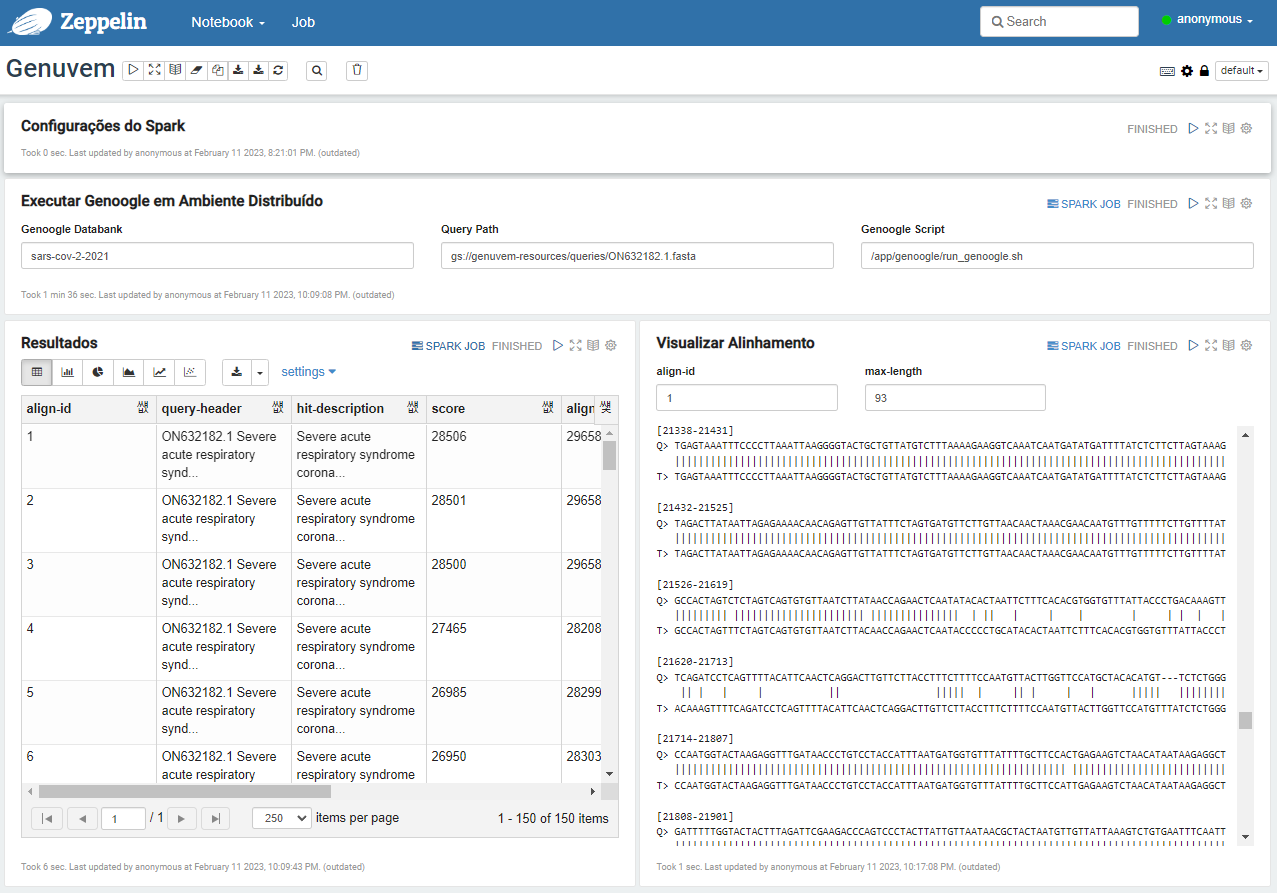 Zeppelin Notebook Job Search anonymous
Genuvem default
Configurações do Spark FINISHED
Took 0 sec. Last updated by anonymous at February 11 2023, 8:21:01 PM. (outdated)
Executar Genoogle em Ambiente Distribuído SPARK JOB FINISHED
Genoogle Databank Query Path Genoogle Script
sars-cov-2-2021 gs://genuvem-resources/queries/ON632182.1.fasta /app/genoogle/run_genoogle.sh
Took 1 min 36 sec. Last updated by anonymous at February 11 2023, 10:09:08 PM. (outdated)
Resultados SPARK JOB FINISHED
settings
align-id query-header hit-description score align
1 ON632182.1 Severe acute respiratory synd... Severe acute respiratory syndrome corona... 28506 29658
2 ON632182.1 Severe acute respiratory synd... Severe acute respiratory syndrome corona... 28501 29658
3 ON632182.1 Severe acute respiratory synd... Severe acute respiratory syndrome corona... 28500 29658
4 ON632182.1 Severe acute respiratory synd... Severe acute respiratory syndrome corona... 27465 28208
5 ON632182.1 Severe acute respiratory synd... Severe acute respiratory syndrome corona... 26985 28299
6 ON632182.1 Severe acute respiratory Severe acute respiratory syndrome 26950 28303
1 / 1 250 items per page 1 - 150 of 150 items
Took 6 sec. Last updated by anonymous at February 11 2023, 10:09:43 PM. (outdated)
Visualizar Alinhamento SPARK JOB FINISHED
align-id max-length
1 93
[21338-21431]
Q> TGAGTAAATTTCCCCTTAAATTAAGGGGTACTGCTGTTATGTCTTTAAAAGAAGGTCAAATCAATGATATGATTTTATCTCTTCTTAGTAAAG
T> TGAGTAAATTTCCCCTTAAATTAAGGGGTACTGCTGTTATGTCTTTAAAAGAAGGTCAAATCAATGATATGATTTTATCTCTTCTTAGTAAAG
[21432-21525]
Q> TAGACTTATAATTAGAGAAAACAACAGAGTTGTTATTTCTAGTGATGTTCTTGTTAACAACTAAACGAACAATGTTTGTTTTTCTTGTTTTAT
T> TAGACTTATAATTAGAGAAAACAACAGAGTTGTTATTTCTAGTGATGTTCTTGTTAACAACTAAACGAACAATGTTTGTTTTTCTTGTTTTAT
[21526-21619]
Q> GCCACTAGTCTCTAGTCAGTGTGTTAATCTTATAACCAGAACTCAATATACACTAATTCTTTCACACGTGGTGTTTATTACCCTGACAAAGTT
T> GCCACTAGTTTCTAGTCAGTGTGTTAATCTTACAACCAGAACTCAATACCCCCTGCATACACTAATTCTTTCACACGTGGTGTTTATTACCCT
[21620-21713]
Q> TCAGATCCTCAGTTTTACATTCAACTCAGGACTTGTTCTTACCTTTCTTTTCCAATGTTACTTGGTTCCATGCTACACATGT---TCTCTGGG
T> ACAAAGTTTTCAGATCCTCAGTTTTACATTCAACTCAGGACTTGTTCTTACCTTTCTTTTCCAATGTTACTTGGTTCCATGTTTATCTCTGGG
[21714-21807]
Q> CCAATGGTACTAAGAGGTTTGATAACCCTGTCCTACCATTTAATGATGGTGTTTATTTTGCTTCCACTGAGAAGTCTAACATAATAAGAGGCT
T> CCAATGGTACTAAGAGGTTTGATAACCCTGTCCTACCATTTAATGATGGTGTTTATTTTGCTTCCATTGAGAAGTCTAACATAATAAGAGGCT
[21808-21901]
Q> GATTTTTGGTACTACTTTAGATTCGAAGACCCAGTCCCTACTTATTGTTAATAACGCTACTAATGTTGTTATTAAAGTCTGTGAATTTCAATT
Took 1 sec. Last updated by anonymous at February 11 2023, 10:17:08 PM. (outdated)